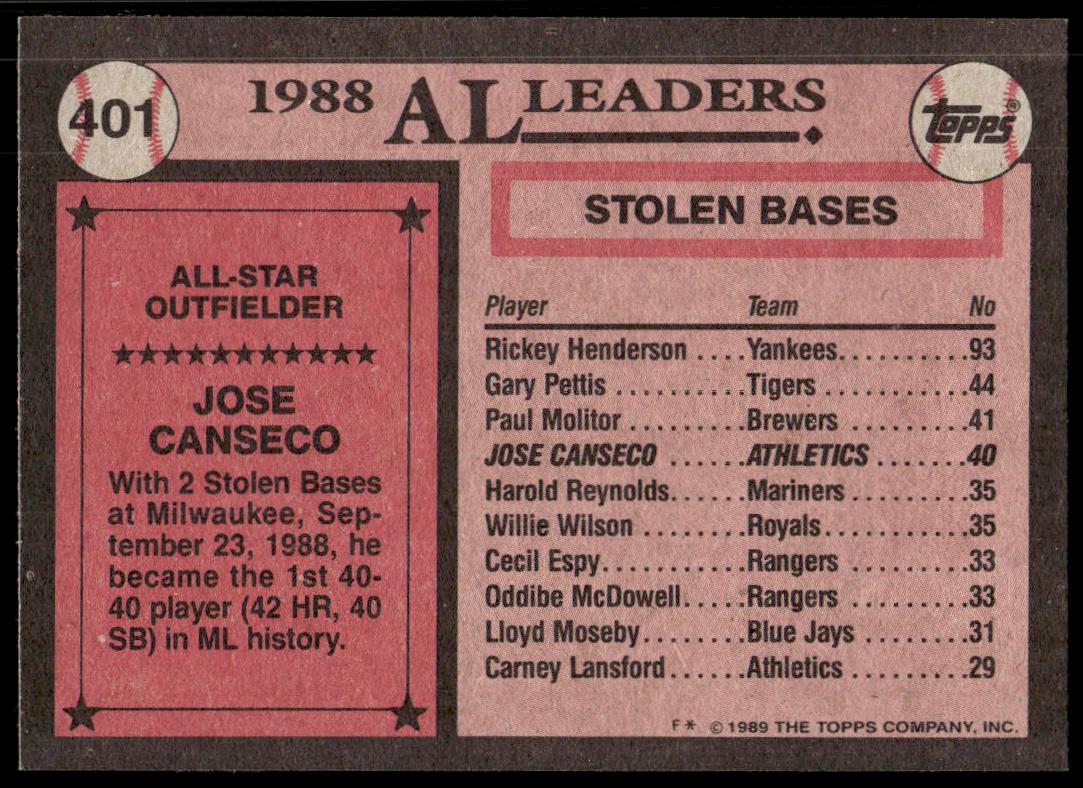 401
1988 AL LEADERS
topps®
ALL-STAR
OUTFIELDER
JOSE
CANSECO
With 2 Stolen Bases
at Milwaukee, Sep-
tember 23, 1988, he
became the 1st 40-
40 player (42 HR, 40
SB) in ML history.
STOLEN BASES
Player Team No
Rickey Henderson ....Yankees..........93
Gary Pettis ..........Tigers ............44
Paul Molitor .........Brewers ..........41
JOSE CANSECO ......ATHLETICS .......40
Harold Reynolds......Mariners .........35
Willie Wilson ........Royals............35
Cecil Espy...........Rangers .........33
Oddibe McDowell.....Rangers .........33
Lloyd Moseby........Blue Jays ........31
Carney Lansford......Athletics .........29
F* © 1989 THE TOPPS COMPANY, INC.